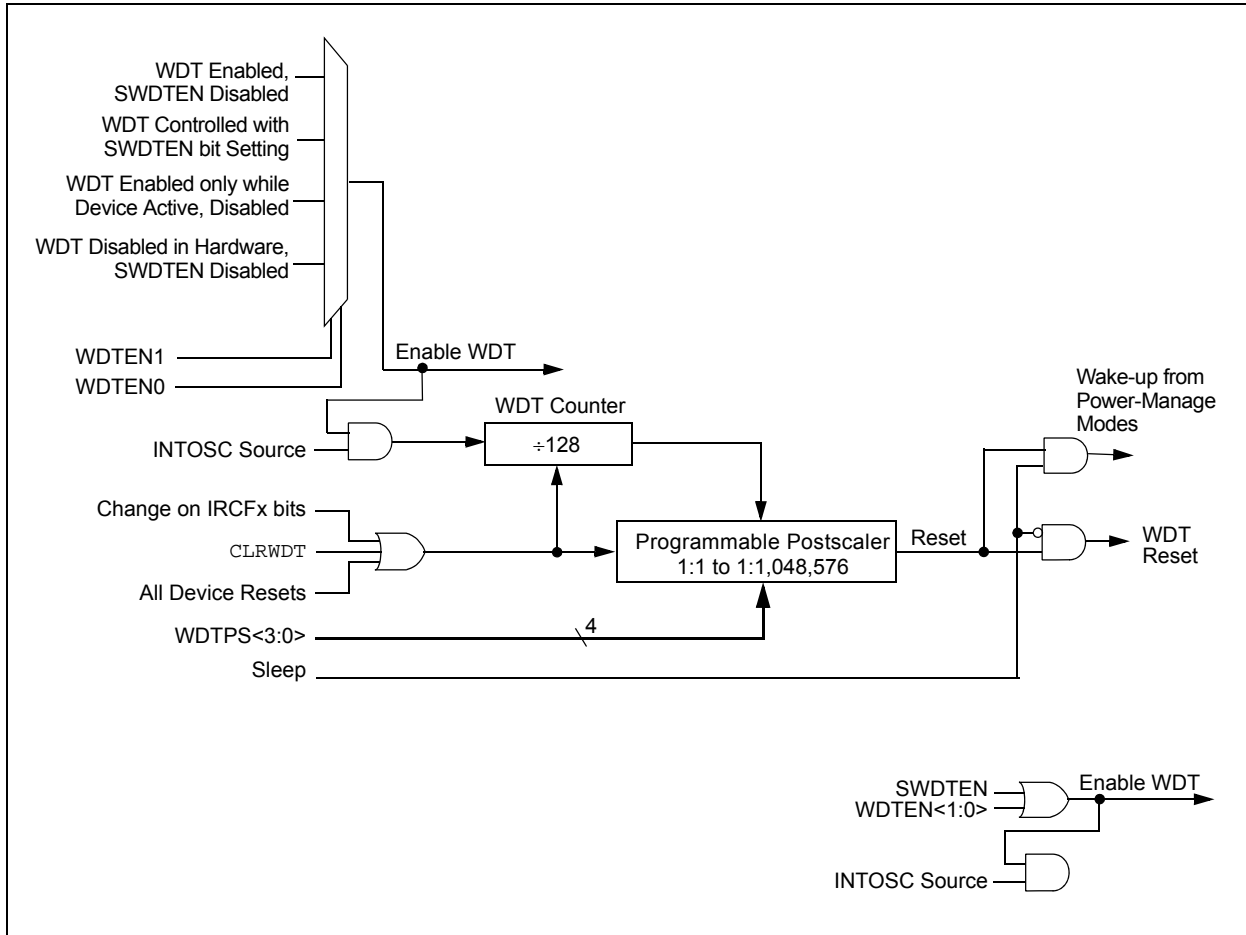 WDT Enabled,
SWDTEN Disabled
WDT Controlled with
SWDTEN bit Setting
WDT Enabled only while
Device Active, Disabled
WDT Disabled in Hardware,
SWDTEN Disabled
WDTEN1
WDTEN0
Enable WDT
WDT Counter
÷128
INTOSC Source
Wake-up from
Power-Manage
Modes
Change on IRCFx bits
CLRWDT
All Device Resets
Programmable Postscaler
1:1 to 1:1,048,576
Reset
WDT
Reset
WDTPS<3:0>
4
Sleep
SWDTEN
WDTEN<1:0>
Enable WDT
INTOSC Source